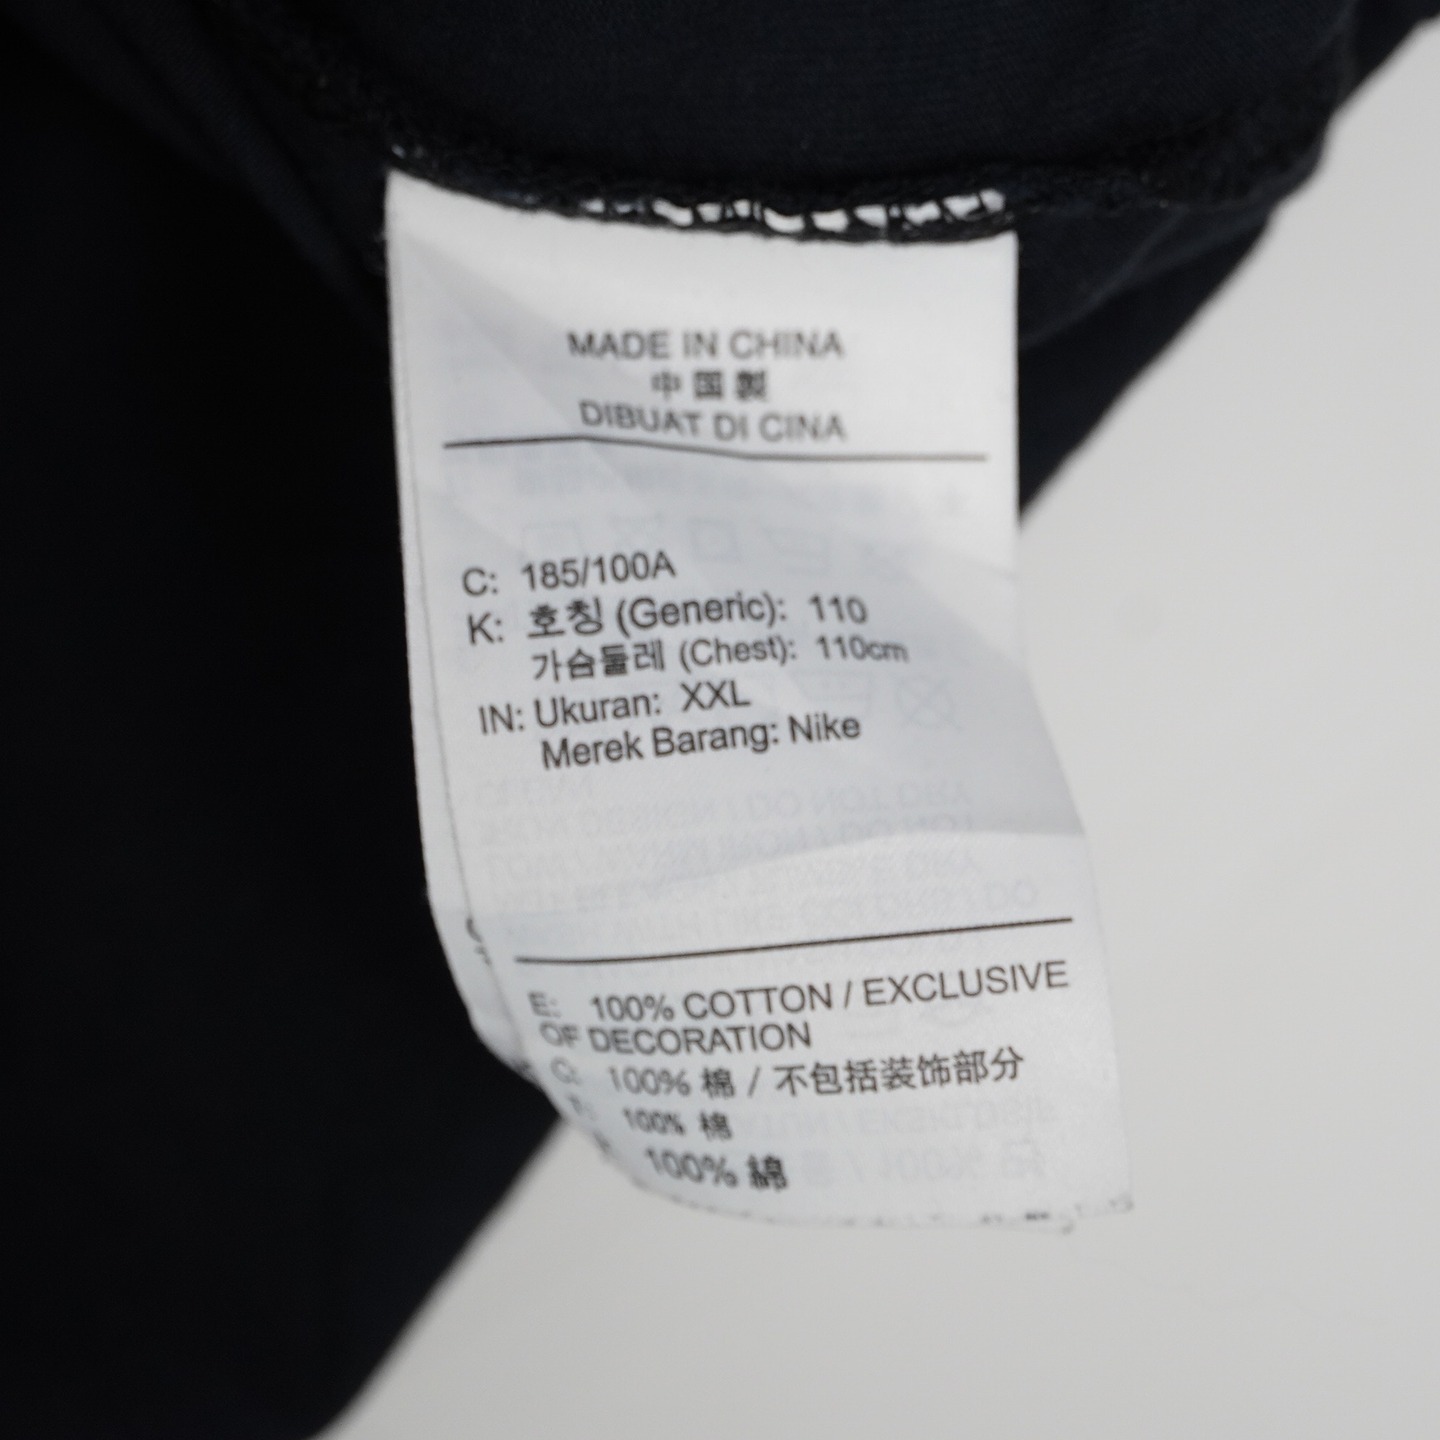 MADE IN CHINA
中国製
DIBUAT DI CINA
C: 185/100A
K: 호칭 (Generic): 110
가슴둘레 (Chest): 110cm
IN: Ukuran: XXL
Merek Barang: Nike
E: 100% COTTON / EXCLUSIVE
OF DECORATION
C: 100% 棉 / 不包括装饰部分
100% 棉
100% 綿